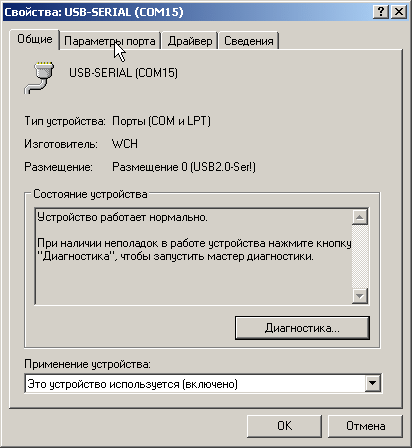 Свойства: USB-SERIAL (COM15)
Общие Параметры порта Драйвер Сведения
USB-SERIAL (COM15)
Тип устройства: Порты (COM и LPT)
Изготовитель: WCH
Размещение: Размещение 0 (USB2.0-Ser!)
Состояние устройства
Устройство работает нормально.
При наличии неполадок в работе устройства нажмите кнопку
"Диагностика", чтобы запустить мастер диагностики.
Диагностика...
Применение устройства:
Это устройство используется (включено)
OK Отмена